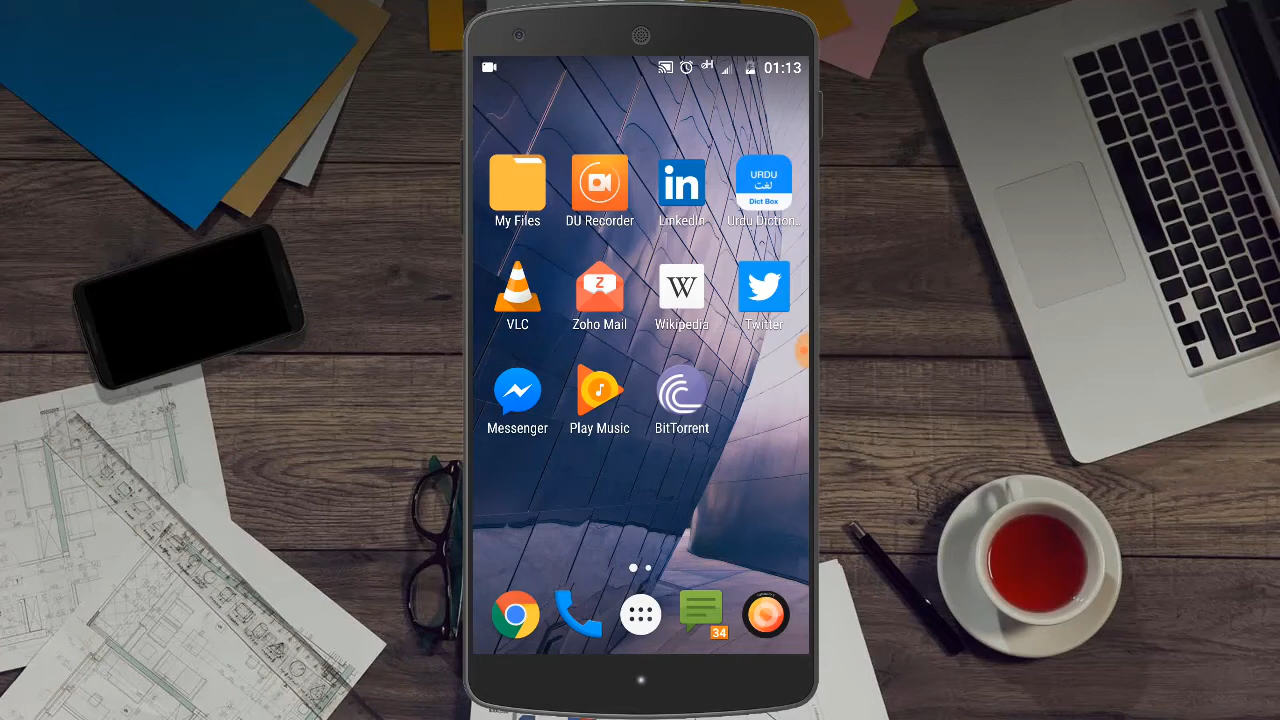 01:13
My Files
DU Recorder
in
LinkedIn
URDU
لغت
Dict Box
Urdu Diction..
VLC
Z
Zoho Mail
W
Wikipedia
Twitter
Messenger
Play Music
BitTorrent
34